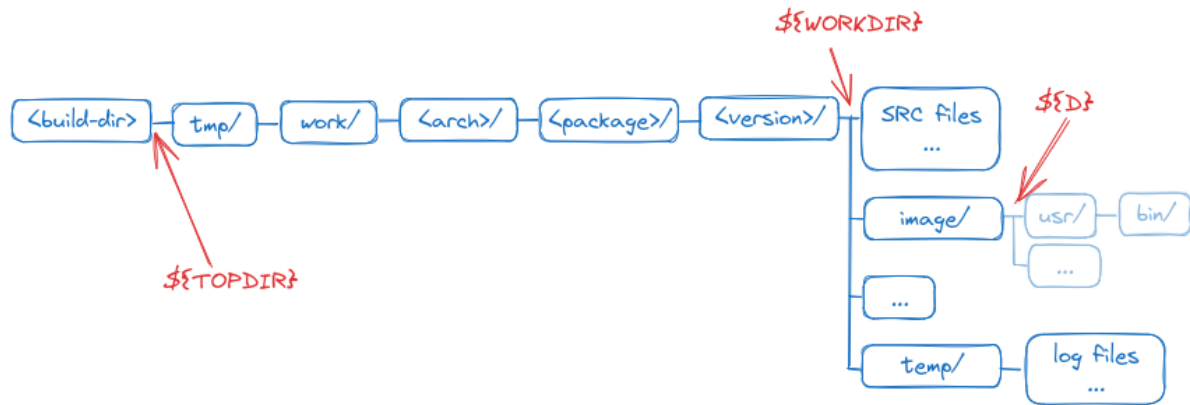 ${WORKDIR}
<build-dir>
tmp/
work/
<arch>/
<package>/
<version>/
SRC files
...
${D}
image/
usr/
bin/
...
${TOPDIR}
...
temp/
log files
...